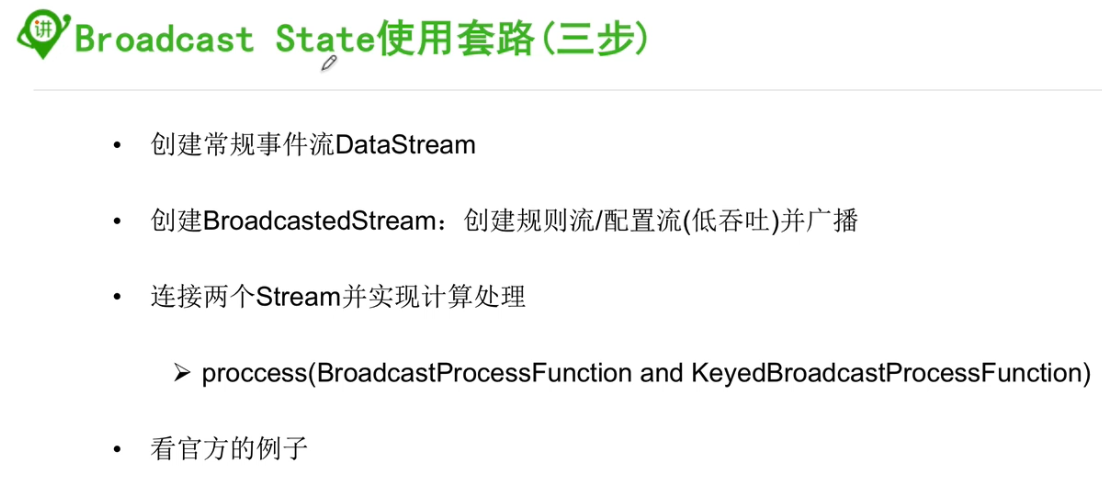 讲
Broadcast State使用套路(三步)
• 创建常规事件流DataStream
• 创建BroadcastedStream：创建规则流/配置流(低吞吐)并广播
• 连接两个Stream并实现计算处理
➢ proccess(BroadcastProcessFunction and KeyedBroadcastProcessFunction)
• 看官方的例子